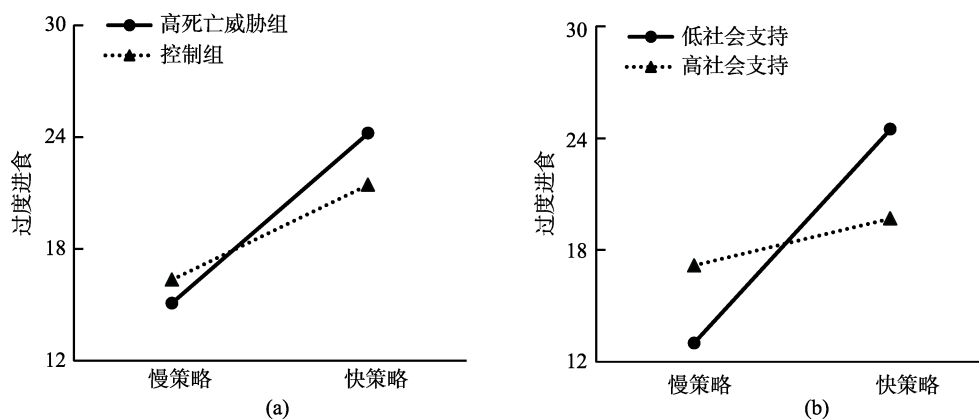 30
高死亡威胁组
控制组
24
18
12
过度进食
慢策略
快策略
(a)
30
低社会支持
高社会支持
24
18
12
过度进食
慢策略
快策略
(b)